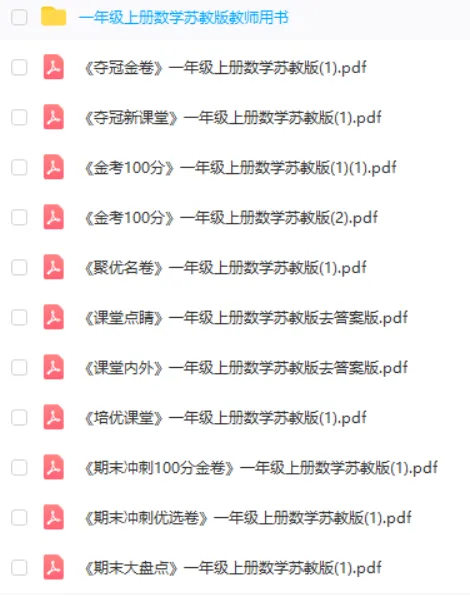 一年级上册数学苏教版教师用书
《夺冠金卷》一年级上册数学苏教版(1).pdf
《夺冠新课堂》一年级上册数学苏教版(1).pdf
《金考100分》一年级上册数学苏教版(1)(1).pdf
《金考100分》一年级上册数学苏教版(2).pdf
《聚优名卷》一年级上册数学苏教版(1).pdf
《课堂点睛》一年级上册数学苏教版去答案版.pdf
《课堂内外》一年级上册数学苏教版去答案版.pdf
《培优课堂》一年级上册数学苏教版(1).pdf
《期末冲刺100分金卷》一年级上册数学苏教版(1).pdf
《期末冲刺优选卷》一年级上册数学苏教版(1).pdf
《期末大盘点》一年级上册数学苏教版(1).pdf